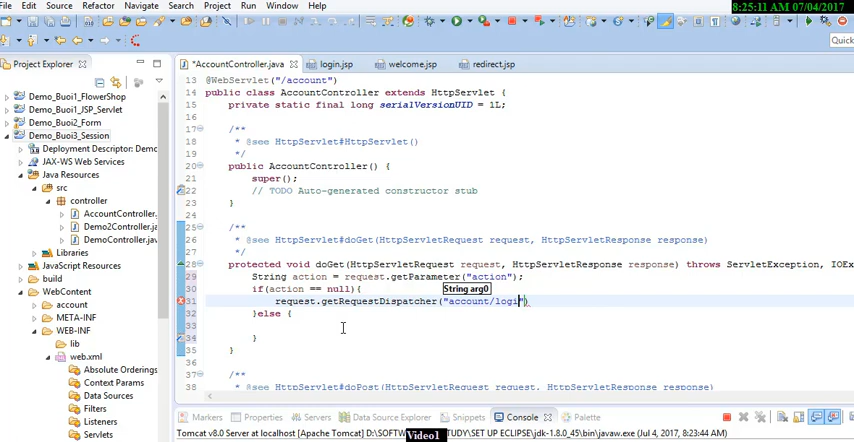 8:25:11 AM 07/04/2017
File Edit Source Refactor Navigate Search Project Run Window Help
Quick
Project Explorer
*AccountController.java login.jsp welcome.jsp redirect.jsp
Demo_Buoi1_FlowerShop
Demo_Buoi1_JSP_Servlet
Demo_Buoi2_Form
Demo_Buoi3_Session
Deployment Descriptor: Demo
JAX-WS Web Services
Java Resources
src
controller
AccountController.
Demo2Controller.ja
DemoController.jav
Libraries
JavaScript Resources
build
WebContent
account
META-INF
WEB-INF
lib
web.xml
Absolute Orderings
Context Params
Data Sources
Filters
Listeners
Servlets
13 @WebServlet("/account")
14 public class AccountController extends HttpServlet {
15 private static final long serialVersionUID = 1L;
16
17 /**
18 * @see HttpServlet#HttpServlet()
19 */
20 public AccountController() {
21 super();
22 // TODO Auto-generated constructor stub
23 }
24
25 /**
26 * @see HttpServlet#doGet(HttpServletRequest request, HttpServletResponse response)
27 */
28 protected void doGet(HttpServletRequest request, HttpServletResponse response) throws ServletException, IOEx
29 String action = request.getParameter("action");
30 if(action == null){
String arg0
31 request.getRequestDispatcher("account/logi")
32 }else {
33
34 }
35 }
36
37 /**
38 * @see HttpServlet#doPost(HttpServletRequest request, HttpServletResponse response)
Markers Properties Servers Data Source Explorer Snippets Console Palette
Tomcat v8.0 Server at localhost [Apache Tomcat] D:\SOFTW STUDY\SET UP ECLIPSE\jdk-1.8.0_45\bin\javaw.exe (Jul 4, 2017, 8:23:44 AM)
Video1